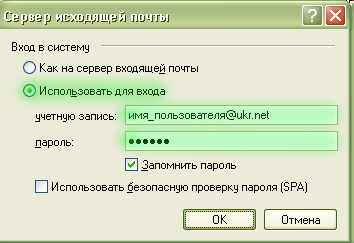 Сервер исходящей почты
Вход в систему
Как на сервер входящей почты
Использовать для входа
учетную запись: имя_пользователя@ukr.net
пароль: ●●●●●●
Запомнить пароль
Использовать безопасную проверку пароля (SPA)
OK Отмена